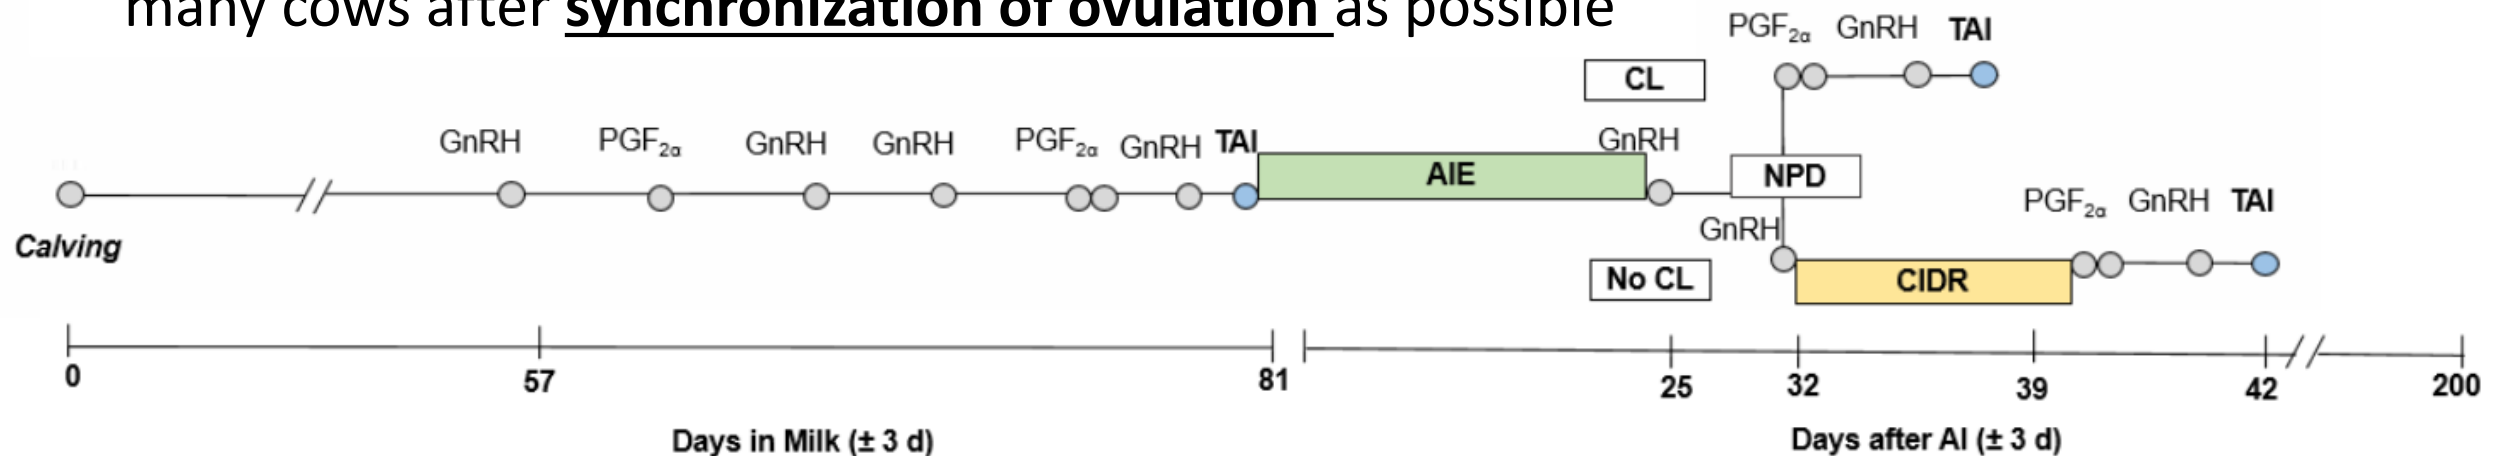 many cows after synchronization of ovulation as possible
PGF2α GnRH TAI
CL
GnRH PGF2α GnRH GnRH PGF2α GnRH TAI GnRH
AIE
NPD
PGF2α GnRH TAI
GnRH
Calving
No CL
CIDR
0 57 81 25 32 39 42 200
Days in Milk (± 3 d) Days after AI (± 3 d)